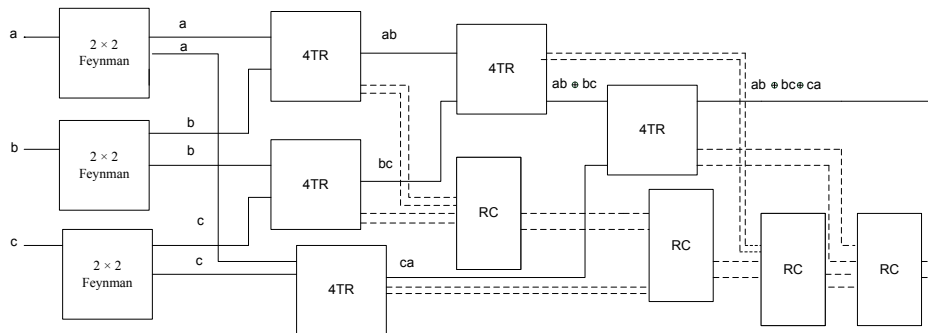 a
2 × 2
Feynman
a
a
4TR
ab
4TR
ab ⊕ bc
4TR
ab ⊕ bc ⊕ ca
b
2 × 2
Feynman
b
b
4TR
bc
RC
c
2 × 2
Feynman
c
c
4TR
ca
RC
RC
RC